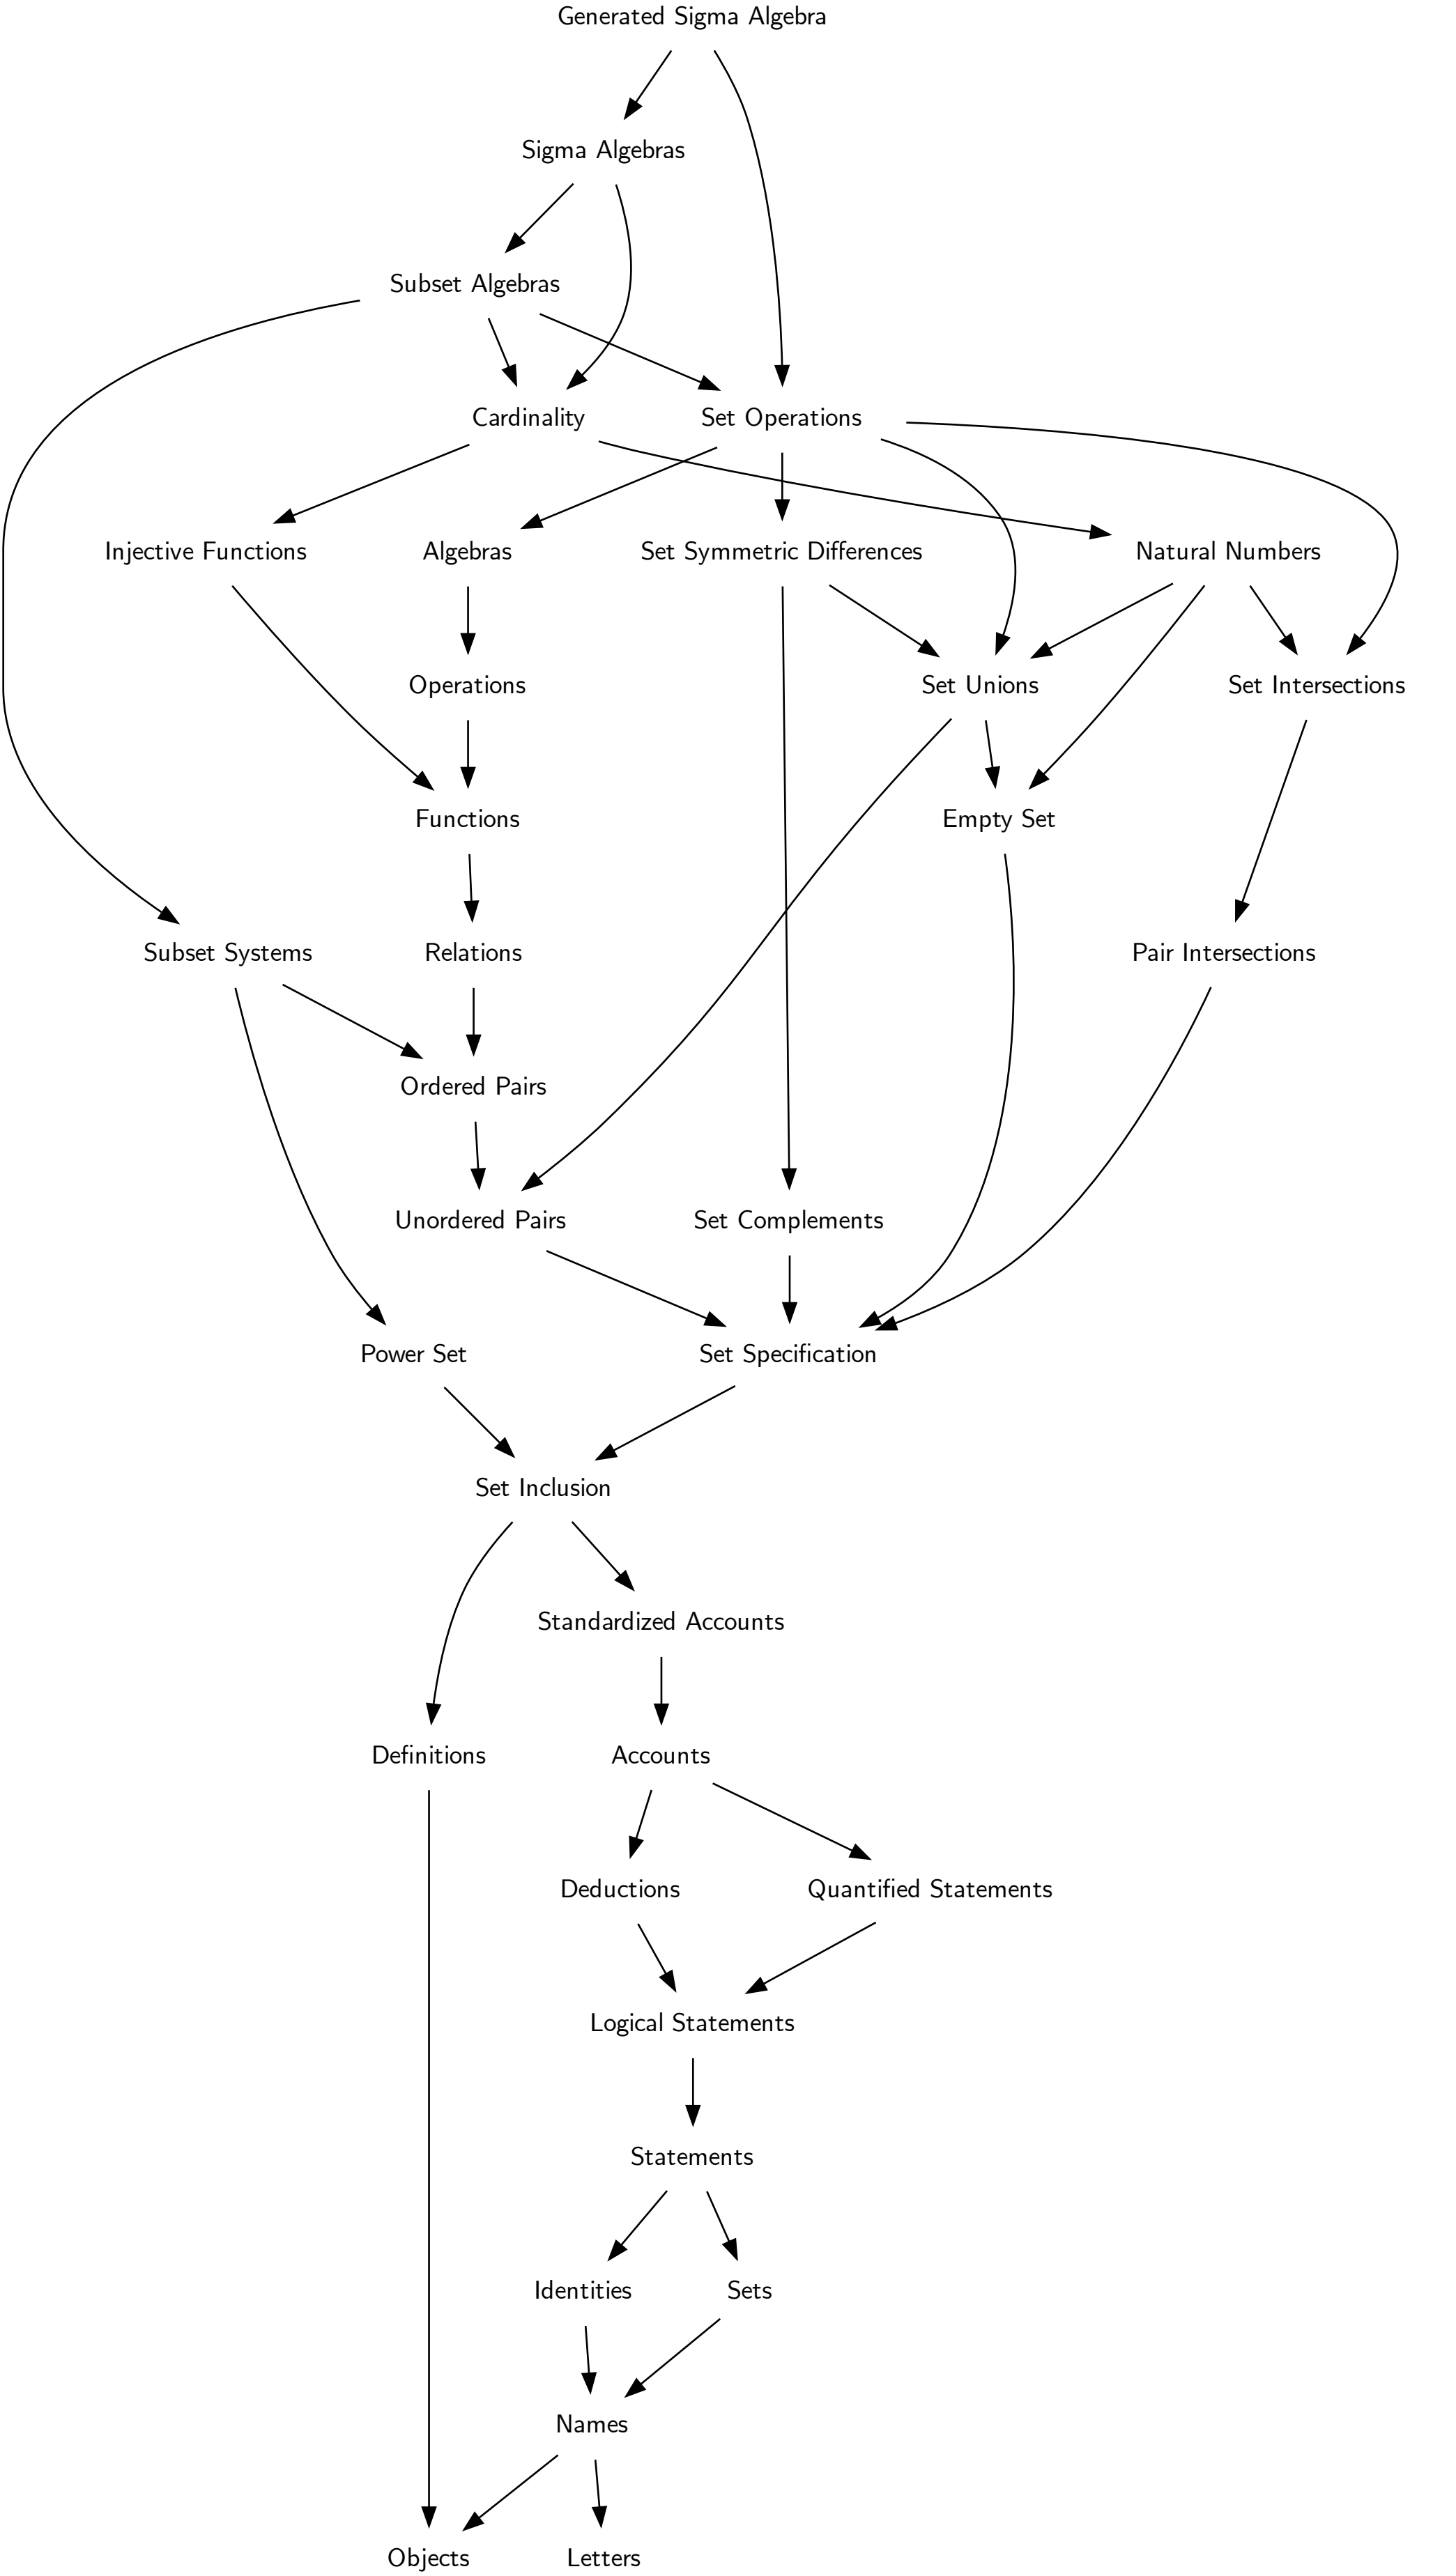 Generated Sigma Algebra
Sigma Algebras
Subset Algebras
Cardinality
Set Operations
Injective Functions
Algebras
Set Symmetric Differences
Natural Numbers
Operations
Set Unions
Set Intersections
Functions
Empty Set
Subset Systems
Relations
Pair Intersections
Ordered Pairs
Unordered Pairs
Set Complements
Power Set
Set Specification
Set Inclusion
Standardized Accounts
Definitions
Accounts
Deductions
Quantified Statements
Logical Statements
Statements
Identities
Sets
Names
Objects
Letters